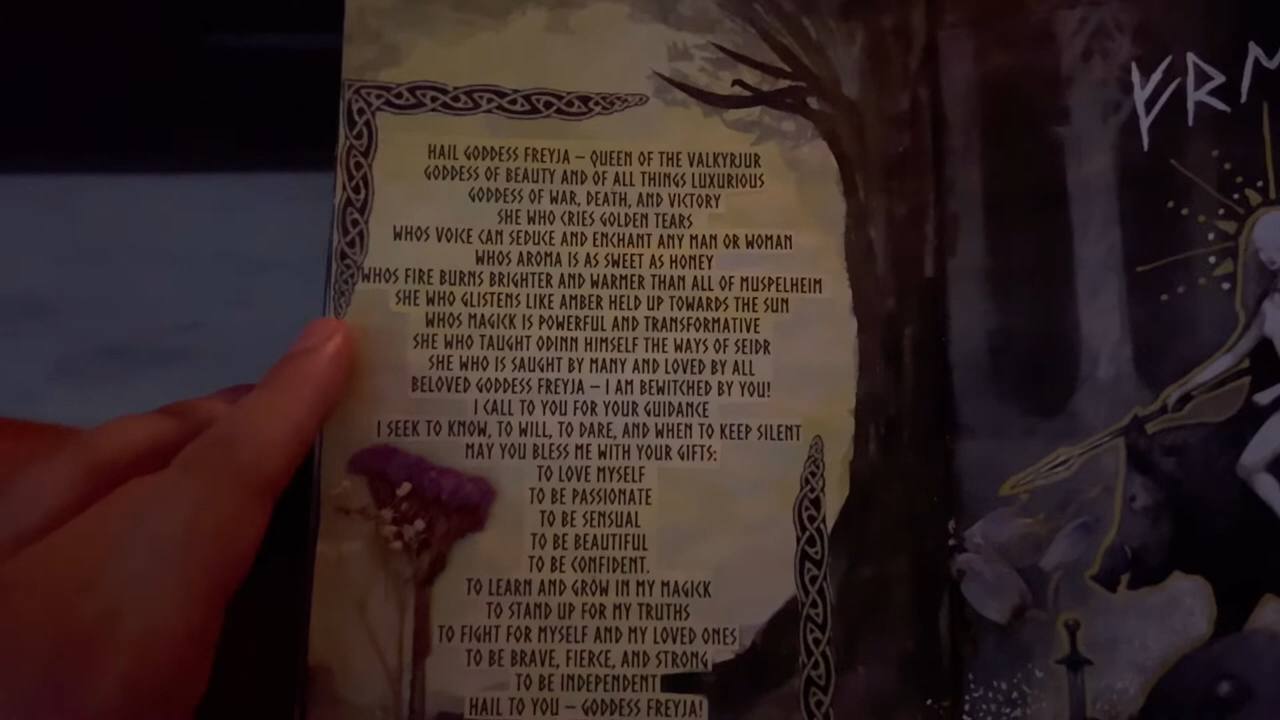 HAIL GODDESS FREYJA – QUEEN OF THE VALKYRJUR
GODDESS OF BEAUTY AND OF ALL THINGS LUXURIOUS
GODDESS OF WAR, DEATH, AND VICTORY
SHE WHO CRIES GOLDEN TEARS
WHOS VOICE CAN SEDUCE AND ENCHANT ANY MAN OR WOMAN
WHOS AROMA IS AS SWEET AS HONEY
WHOS FIRE BURNS BRIGHTER AND WARMER THAN ALL OF MUSPELHEIM
SHE WHO GLISTENS LIKE AMBER HELD UP TOWARDS THE SUN
WHOS MAGICK IS POWERFUL AND TRANSFORMATIVE
SHE WHO TAUGHT ODINN HIMSELF THE WAYS OF SEIDR
SHE WHO IS SAUGHT BY MANY AND LOVED BY ALL
BELOVED GODDESS FREYJA – I AM BEWITCHED BY YOU!
I CALL TO YOU FOR YOUR GUIDANCE
I SEEK TO KNOW, TO WILL, TO DARE, AND WHEN TO KEEP SILENT
MAY YOU BLESS ME WITH YOUR GIFTS:
TO LOVE MYSELF
TO BE PASSIONATE
TO BE SENSUAL
TO BE BEAUTIFUL
TO BE CONFIDENT.
TO LEARN AND GROW IN MY MAGICK
TO STAND UP FOR MY TRUTHS
TO FIGHT FOR MYSELF AND MY LOVED ONES
TO BE BRAVE, FIERCE, AND STRONG
TO BE INDEPENDENT
HAIL TO YOU – GODDESS FREYJA!